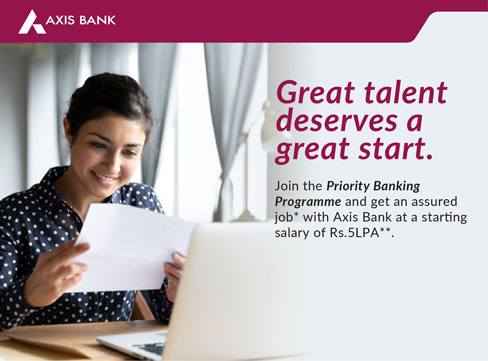 AXIS BANK
Great talent
deserves a
great start.
Join the Priority Banking
Programme and get an assured
job* with Axis Bank at a starting
salary of Rs.5LPA**.